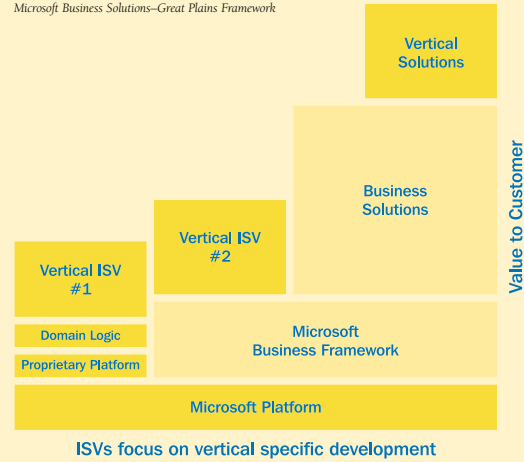 Microsoft Business Solutions–Great Plains Framework
Vertical
Solutions
Business
Solutions
Value to Customer
Vertical ISV
#2
Vertical ISV
#1
Domain Logic
Proprietary Platform
Microsoft
Business Framework
Microsoft Platform
ISVs focus on vertical specific development